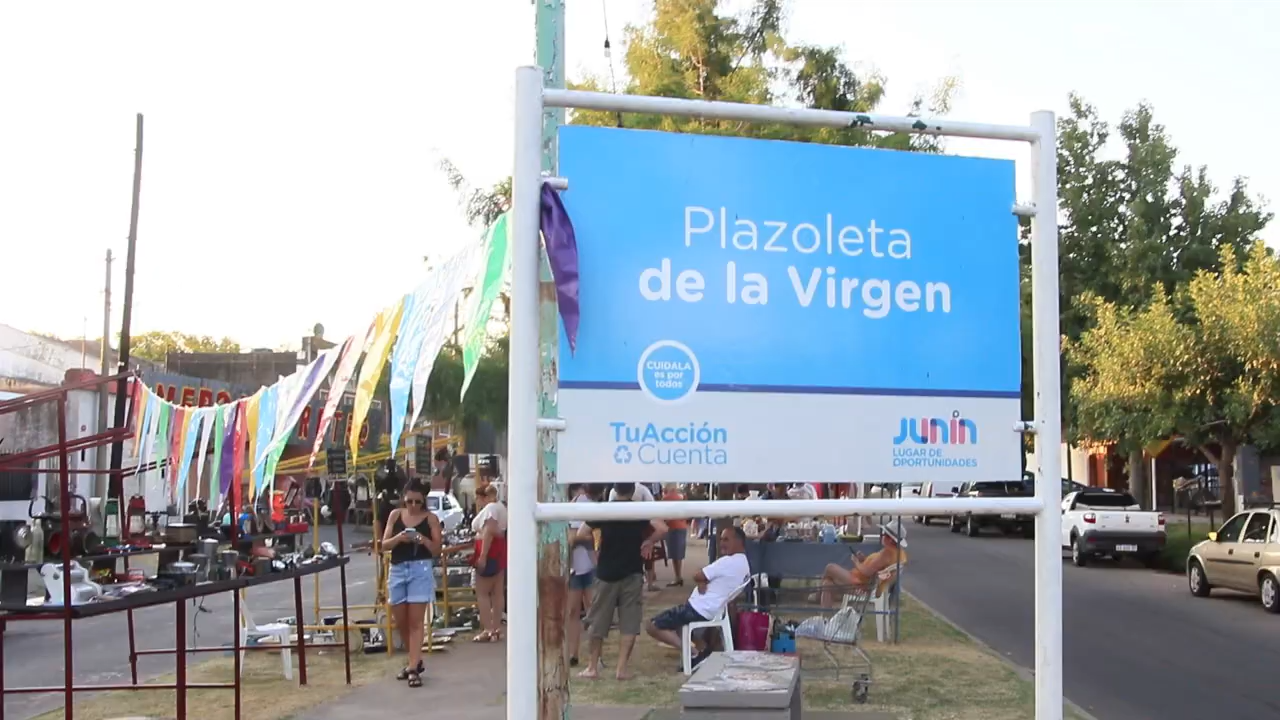 Plazoleta
de la Virgen
CUIDALA
es por
todos
TuAcción
Cuenta
JUNIN
LUGAR DE
OPORTUNIDADES